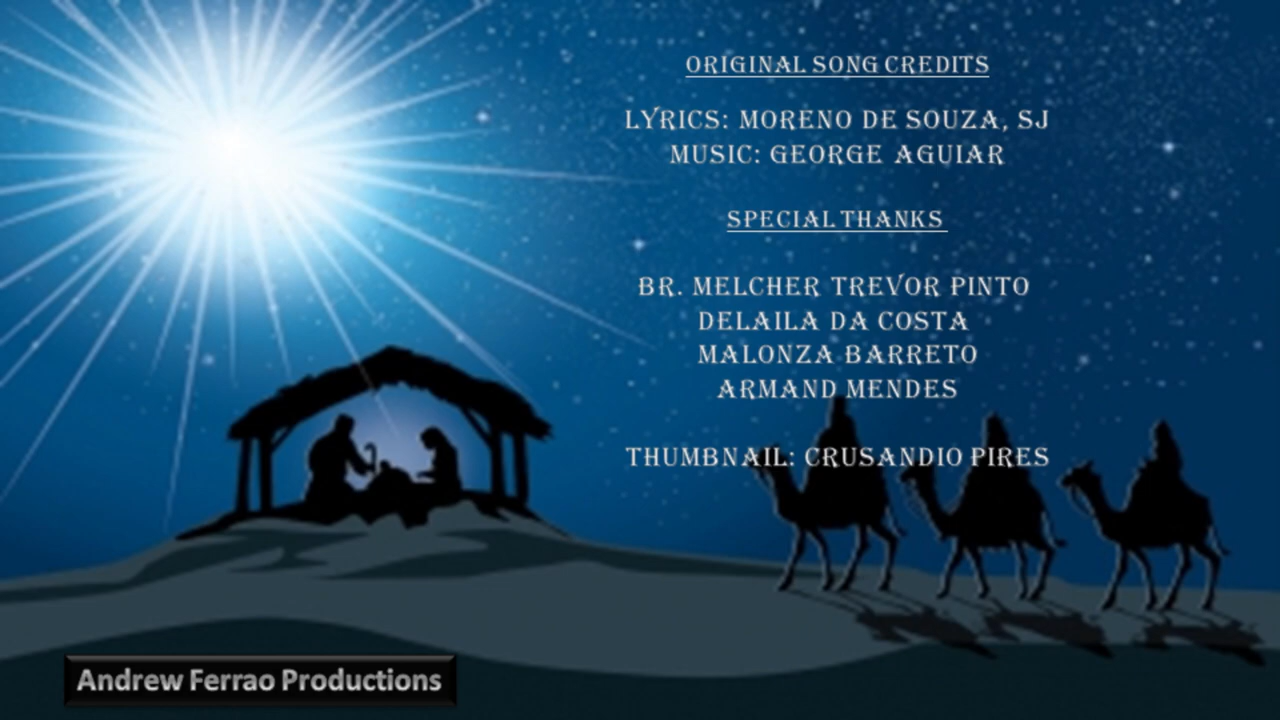 ORIGINAL SONG CREDITS
LYRICS: MORENO DE SOUZA, SJ
MUSIC: GEORGE AGUIAR
SPECIAL THANKS
BR. MELCHER TREVOR PINTO
DELAILA DA COSTA
MALONZA BARRETO
ARMAND MENDES
THUMBNAIL: CRUSANDIO PIRES
Andrew Ferrao Productions